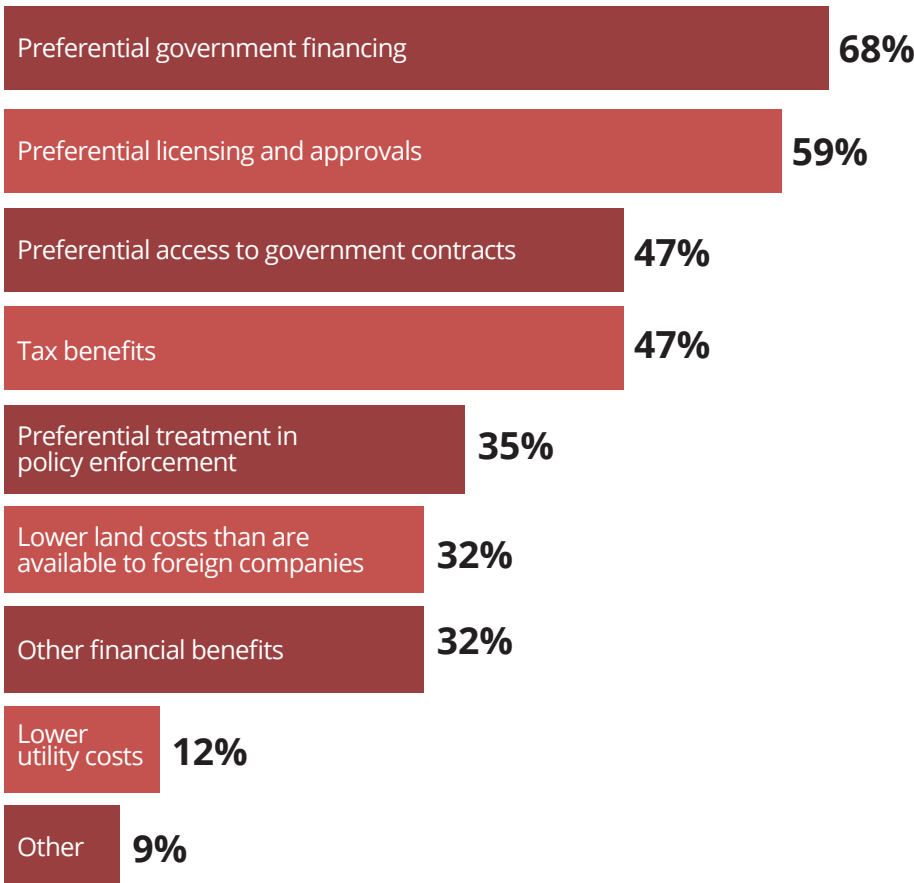 Preferential government financing
68%
Preferential licensing and approvals
59%
Preferential access to government contracts
47%
Tax benefits
47%
Preferential treatment in
policy enforcement
35%
Lower land costs than are
available to foreign companies
32%
Other financial benefits
32%
Lower
utility costs
12%
Other
9%